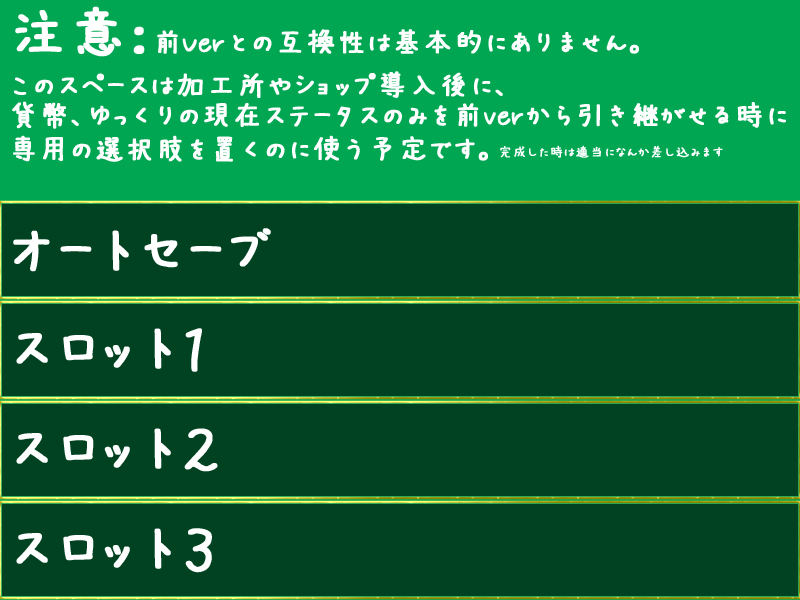 注意:前verとの互換性は基本的にありません。
このスペースは加工所やショップ導入後に、
貨幣、ゆっくりの現在ステータスのみを前verから引き継がせる時に
専用の選択肢を置くのに使う予定です。完成した時は適当になんか差し込みます
オートセーブ
スロット1
スロット2
スロット3